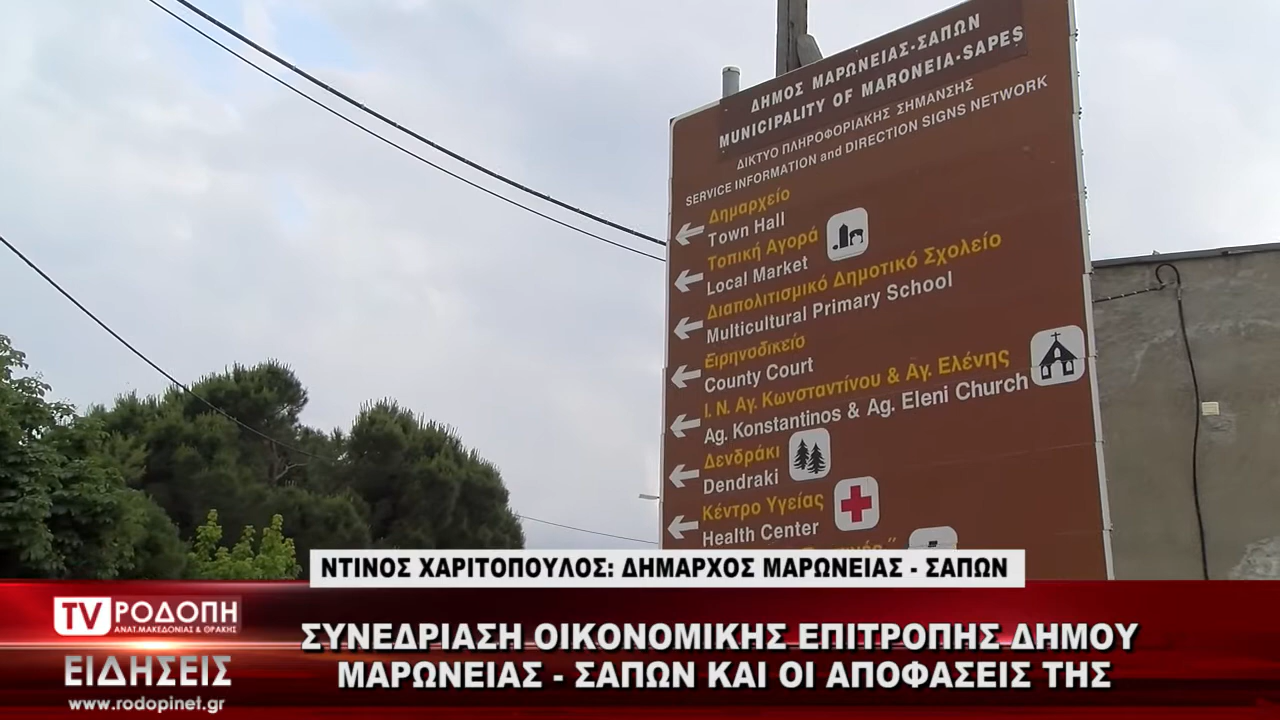 ΔΗΜΟΣ ΜΑΡΩΝΕΙΑΣ-ΣΑΠΩΝ
MUNICIPALITY OF MARONEIA-SAPES
ΔΙΚΤΥΟ ΠΛΗΡΟΦΟΡΙΑΚΗΣ ΣΗΜΑΝΣΗΣ
SERVICE INFORMATION and DIRECTION SIGNS NETWORK
Δημαρχείο
Town Hall
Τοπική Αγορά
Local Market
Διαπολιτισμικό Δημοτικό Σχολείο
Multicultural Primary School
Ειρηνοδικείο
County Court
Ι. Ν. Αγ. Κωνσταντίνου & Αγ. Ελένης
Ag. Konstantinos & Ag. Eleni Church
Δενδράκι
Dendraki
Κέντρο Υγείας
Health Center
ΝΤΙΝΟΣ ΧΑΡΙΤΟΠΟΥΛΟΣ: ΔΗΜΑΡΧΟΣ ΜΑΡΩΝΕΙΑΣ - ΣΑΠΩΝ
TV ΡΟΔΟΠΗ
ΑΝΑΤ.ΜΑΚΕΔΟΝΙΑΣ & ΘΡΑΚΗΣ
ΕΙΔΗΣΕΙΣ
www.rodopinet.gr
ΣΥΝΕΔΡΙΑΣΗ ΟΙΚΟΝΟΜΙΚΗΣ ΕΠΙΤΡΟΠΗΣ ΔΗΜΟΥ
ΜΑΡΩΝΕΙΑΣ - ΣΑΠΩΝ ΚΑΙ ΟΙ ΑΠΟΦΑΣΕΙΣ ΤΗΣ